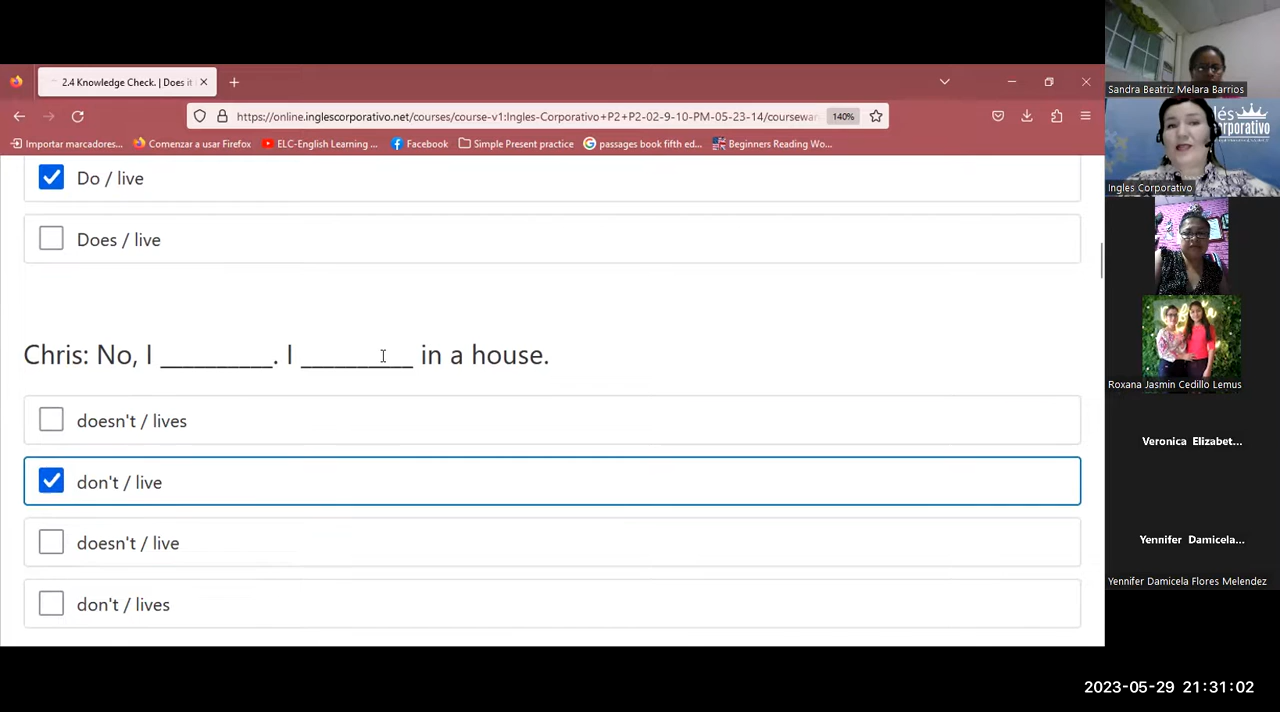 2.4 Knowledge Check. | Does it
https://online.inglescorporativo.net/courses/course-v1:Ingles-Corporativo+P2+P2-02-9-10-PM-05-23-14/coursewar
140%
Importar marcadores...
Comenzar a usar Firefox
ELC-English Learning ...
Facebook
Simple Present practice
passages book fifth ed...
Beginners Reading Wo...
Do / live
Does / live
Chris: No, I __________. I __________ in a house.
doesn't / lives
don't / live
doesn't / live
don't / lives
Sandra Beatriz Melara Barrios
lés
orporativo
Ingles Corporativo
Roxana Jasmin Cedillo Lemus
Veronica Elizabet...
Yennifer Damicela...
Yennifer Damicela Flores Melendez
2023-05-29 21:31:02